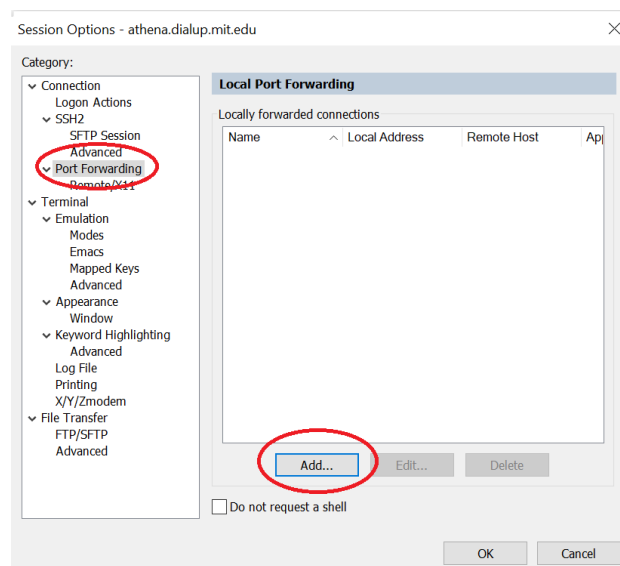 Session Options - athena.dialup.mit.edu
Category:
Connection
Logon Actions
SSH2
SFTP Session
Advanced
Port Forwarding
Remote/X11
Terminal
Emulation
Modes
Emacs
Mapped Keys
Advanced
Appearance
Window
Keyword Highlighting
Advanced
Log File
Printing
X/Y/Zmodem
File Transfer
FTP/SFTP
Advanced
Local Port Forwarding
Locally forwarded connections
Name Local Address Remote Host Ap
Add... Edit... Delete
Do not request a shell
OK Cancel